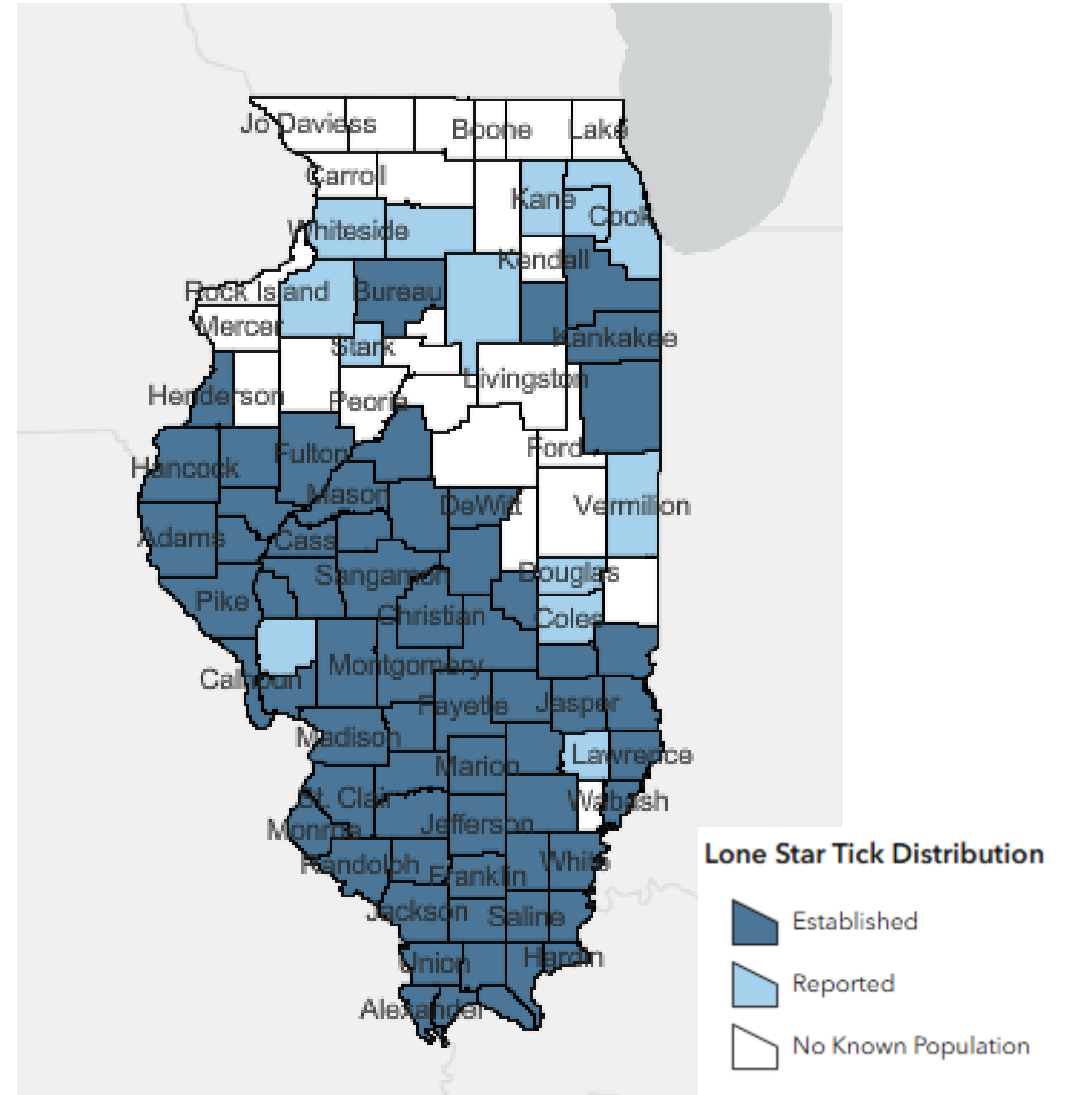 Jo Daviess
Boone
Lake
Carroll
Kane
Cook
Whiteside
Kendall
Rock Island
Bureau
Mercer
Kankakee
Stark
Livingston
Henderson
Peoria
Ford
Fulton
Hancock
Mason
DeWitt
Vermilion
Adams
Cass
Douglas
Sangamon
Pike
Christian
Coles
Montgomery
Calhoun
Fayette
Jasper
Madison
Lawrence
Marion
St. Clair
Wabash
Monroe
Jefferson
Randolph
Franklin
White
Jackson
Saline
Union
Hardin
Alexander
Lone Star Tick Distribution
Established
Reported
No Known Population